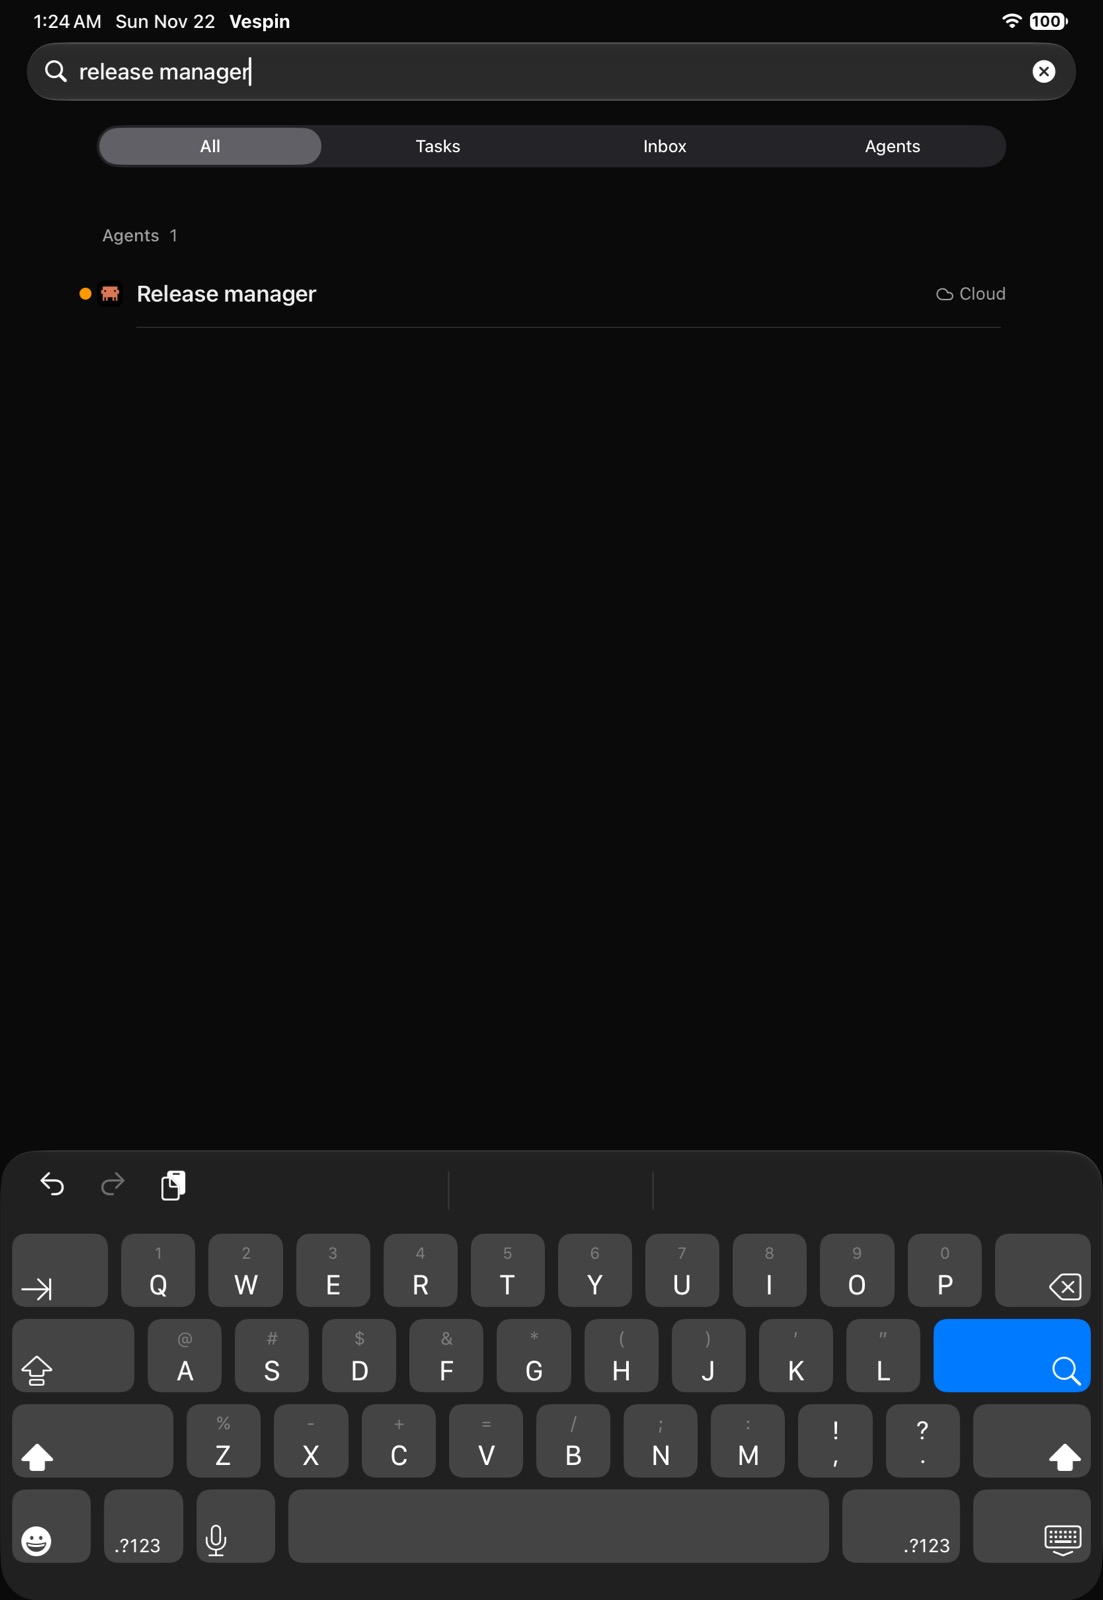 1:24 AM Sun Nov 22 Vespin 100
release manager
All Tasks Inbox Agents
Agents 1
Release manager Cloud
1 2 3 4 5 6 7 8 9 0
Q W E R T Y U I O P
@ # $ & * ( ) ' "
A S D F G H J K L
% - + = / ; : ! ?
Z X C V B N M , .
.?123 .?123